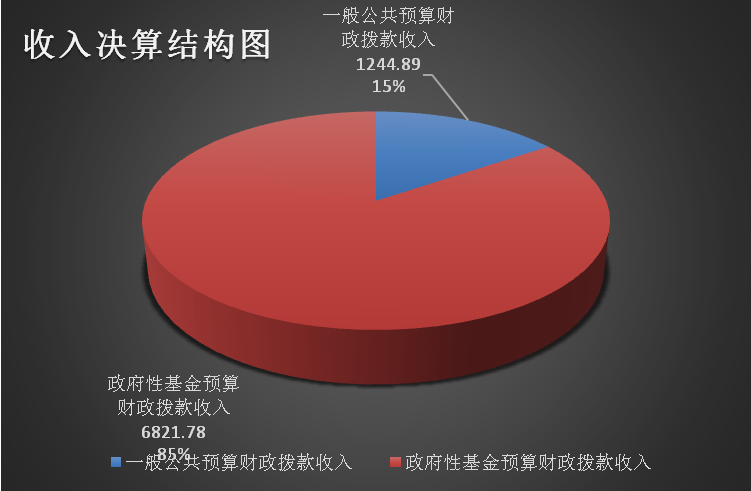 收入决算结构图
一般公共预算财
政拨款收入
1244.89
15%
政府性基金预算
财政拨款收入
6821.78
85%
一般公共预算财政拨款收入
政府性基金预算财政拨款收入